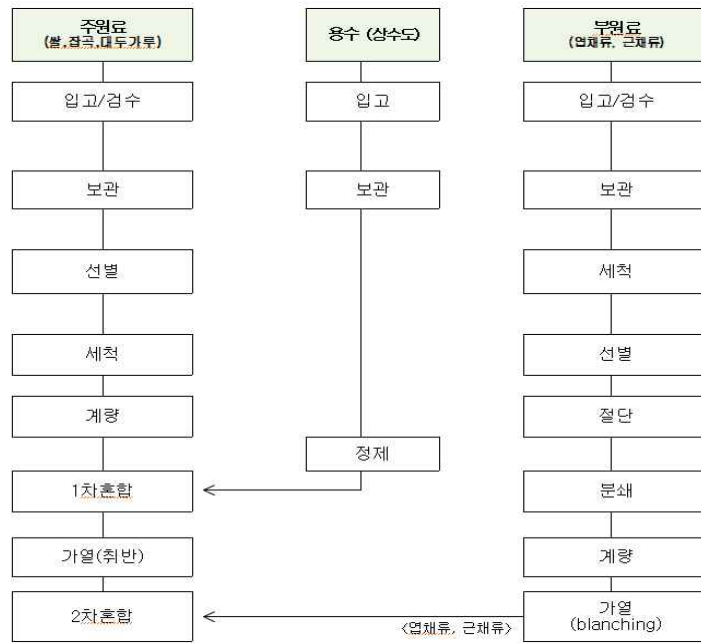 주원료
(쌀,잡곡,대두가루)
용수 (상수도)
부원료
(엽채류, 근채류)
입고/검수
입고
입고/검수
보관
보관
보관
선별
세척
세척
선별
계량
절단
정제
1차혼합
분쇄
가열(취반)
계량
2차혼합
<엽채류, 근채류>
가열
(blanching)